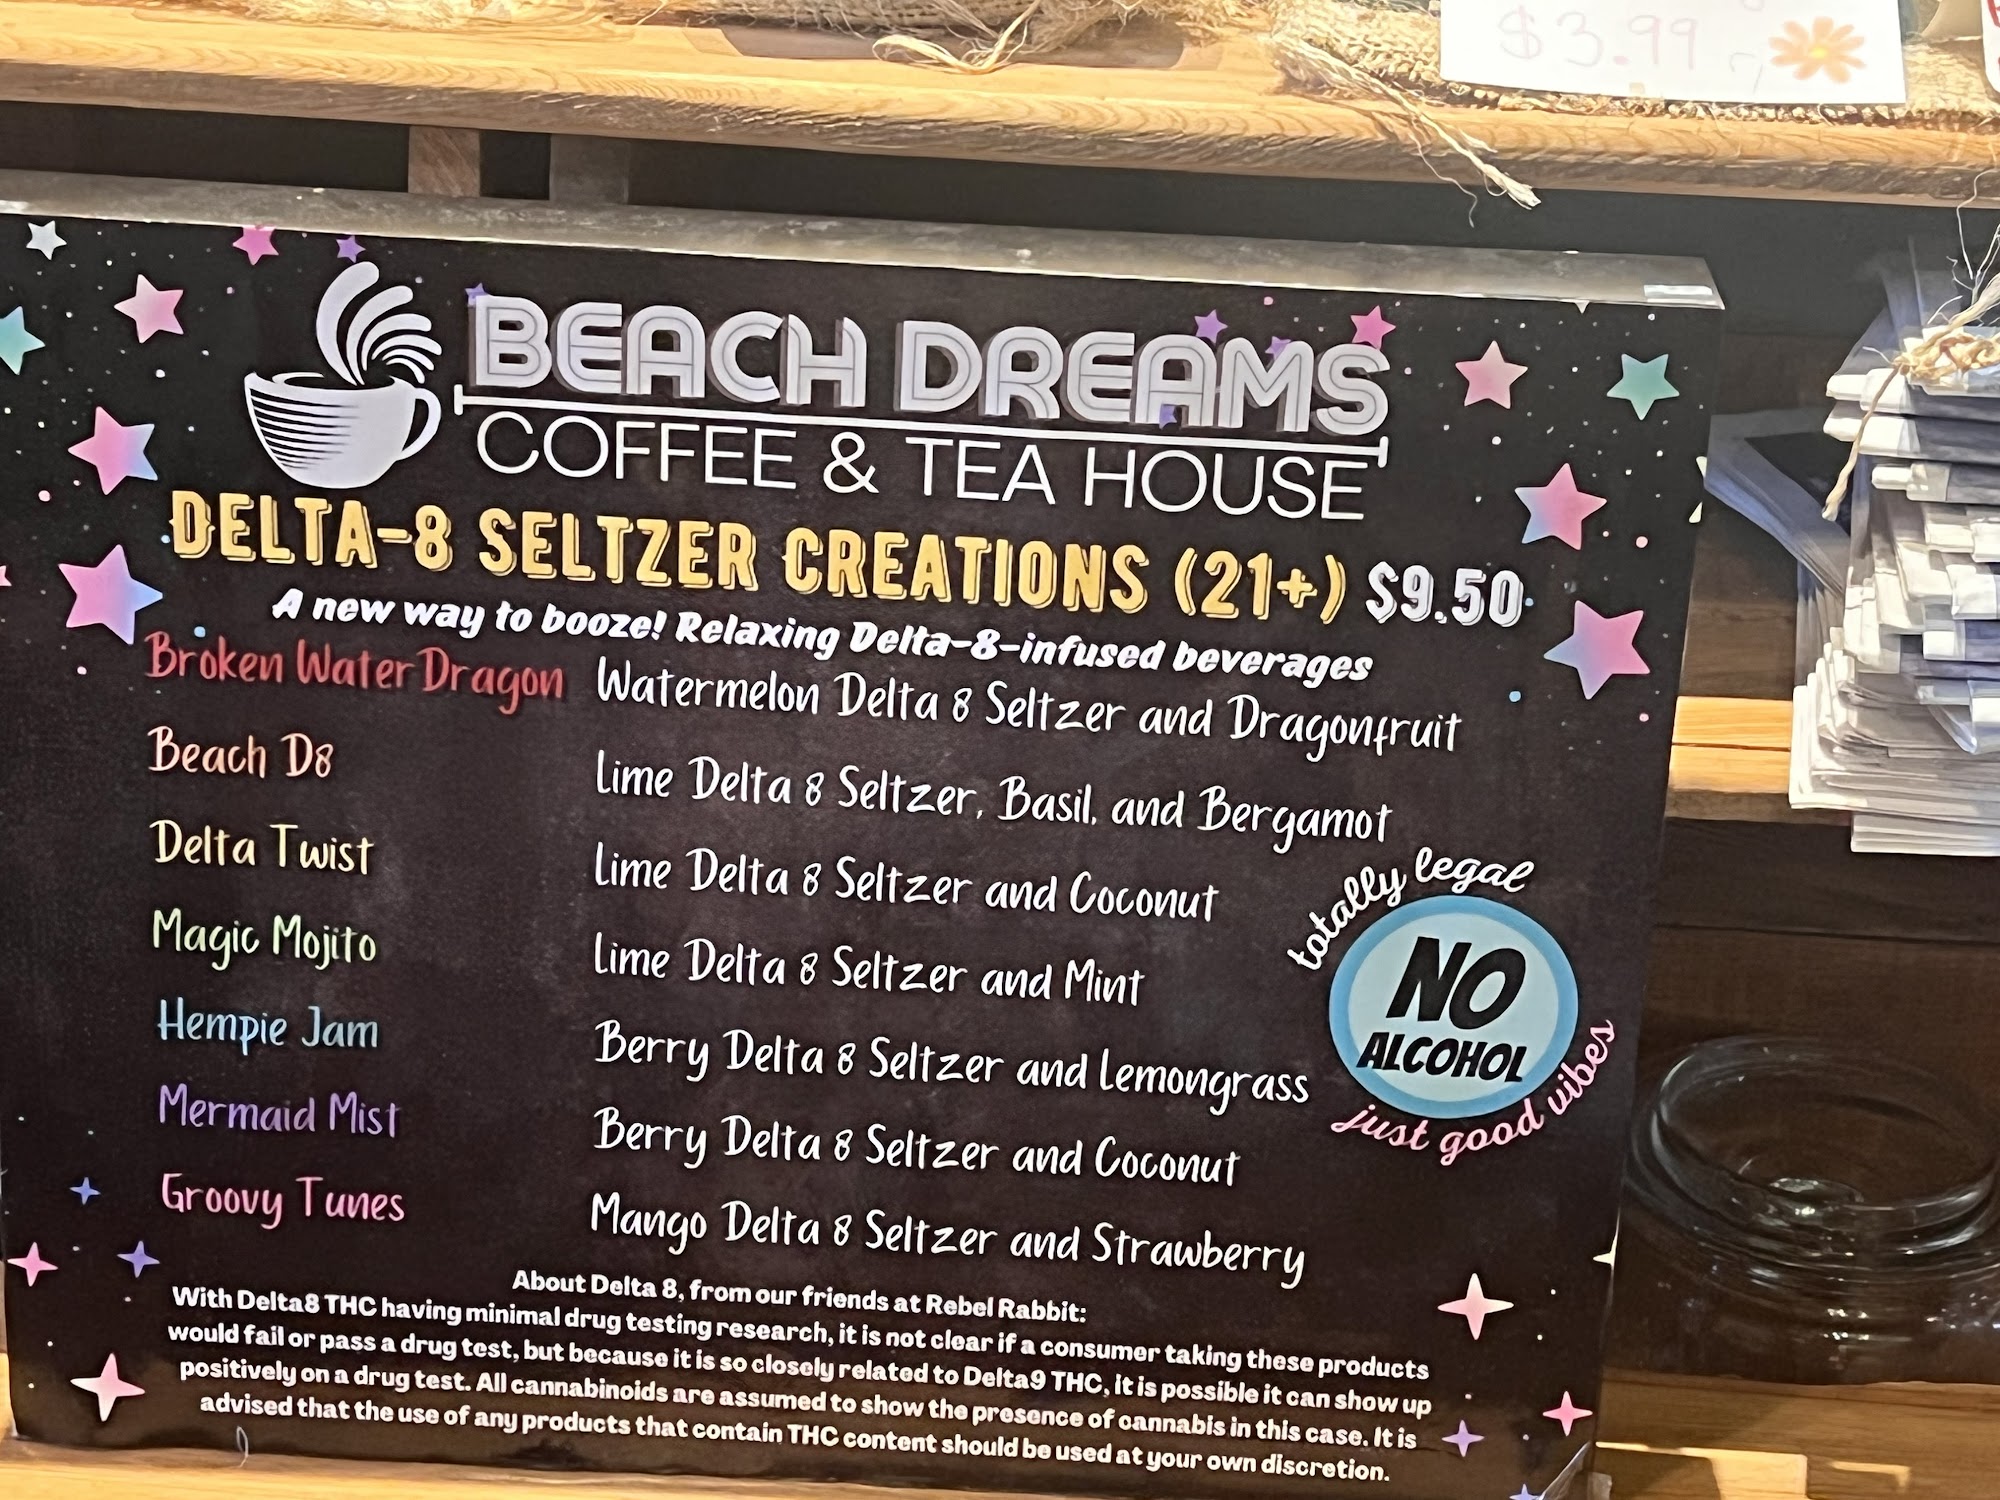 $3.99
BEACH DREAMS
COFFEE & TEA HOUSE
DELTA-8 SELTZER CREATIONS (21+) $9.50
A new way to booze! Relaxing Delta-8-infused beverages
Broken Water Dragon Watermelon Delta 8 Seltzer and Dragonfruit
Beach D8 Lime Delta 8 Seltzer, Basil, and Bergamot
Delta Twist Lime Delta 8 Seltzer and Coconut
Magic Mojito Lime Delta 8 Seltzer and Mint
Hempie Jam Berry Delta 8 Seltzer and Lemongrass
Mermaid Mist Berry Delta 8 Seltzer and Coconut
Groovy Tunes Mango Delta 8 Seltzer and Strawberry
totally legal
NO
ALCOHOL
just good vibes
About Delta 8, from our friends at Rebel Rabbit:
With Delta8 THC having minimal drug testing research, it is not clear if a consumer taking these products
would fail or pass a drug test, but because it is so closely related to Delta9 THC, it is possible it can show up
positively on a drug test. All cannabinoids are assumed to show the presence of cannabis in this case. It is
advised that the use of any products that contain THC content should be used at your own discretion.